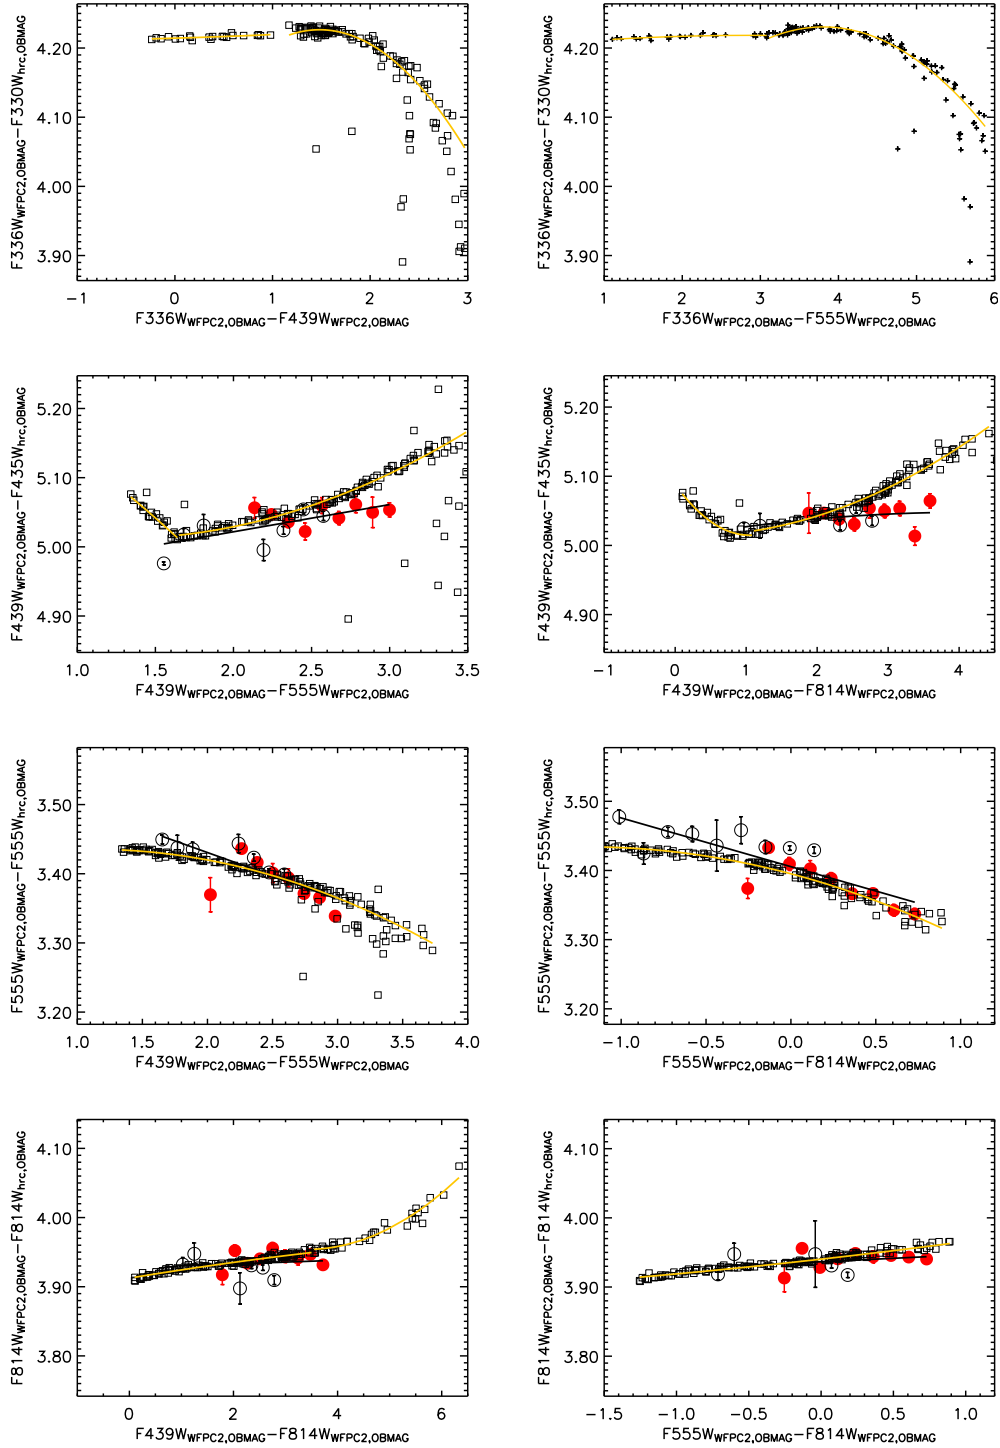 4.20
4.10
4.00
3.90
F336W_WFPC2,OBMAG−F330W_hrc,OBMAG
−1 0 1 2 3
F336W_WFPC2,OBMAG−F439W_WFPC2,OBMAG
4.20
4.10
4.00
3.90
F336W_WFPC2,OBMAG−F330W_hrc,OBMAG
1 2 3 4 5 6
F336W_WFPC2,OBMAG−F555W_WFPC2,OBMAG
5.20
5.10
5.00
4.90
F439W_WFPC2,OBMAG−F435W_hrc,OBMAG
1.0 1.5 2.0 2.5 3.0 3.5
F439W_WFPC2,OBMAG−F555W_WFPC2,OBMAG
5.20
5.10
5.00
4.90
F439W_WFPC2,OBMAG−F435W_hrc,OBMAG
−1 0 1 2 3 4
F439W_WFPC2,OBMAG−F814W_WFPC2,OBMAG
3.50
3.40
3.30
3.20
F555W_WFPC2,OBMAG−F555W_hrc,OBMAG
1.0 1.5 2.0 2.5 3.0 3.5 4.0
F439W_WFPC2,OBMAG−F555W_WFPC2,OBMAG
3.50
3.40
3.30
3.20
F555W_WFPC2,OBMAG−F555W_hrc,OBMAG
−1.0 −0.5 0.0 0.5 1.0
F555W_WFPC2,OBMAG−F814W_WFPC2,OBMAG
4.10
4.00
3.90
3.80
F814W_WFPC2,OBMAG−F814W_hrc,OBMAG
0 2 4 6
F439W_WFPC2,OBMAG−F814W_WFPC2,OBMAG
4.10
4.00
3.90
3.80
F814W_WFPC2,OBMAG−F814W_hrc,OBMAG
−1.5 −1.0 −0.5 0.0 0.5 1.0
F555W_WFPC2,OBMAG−F814W_WFPC2,OBMAG